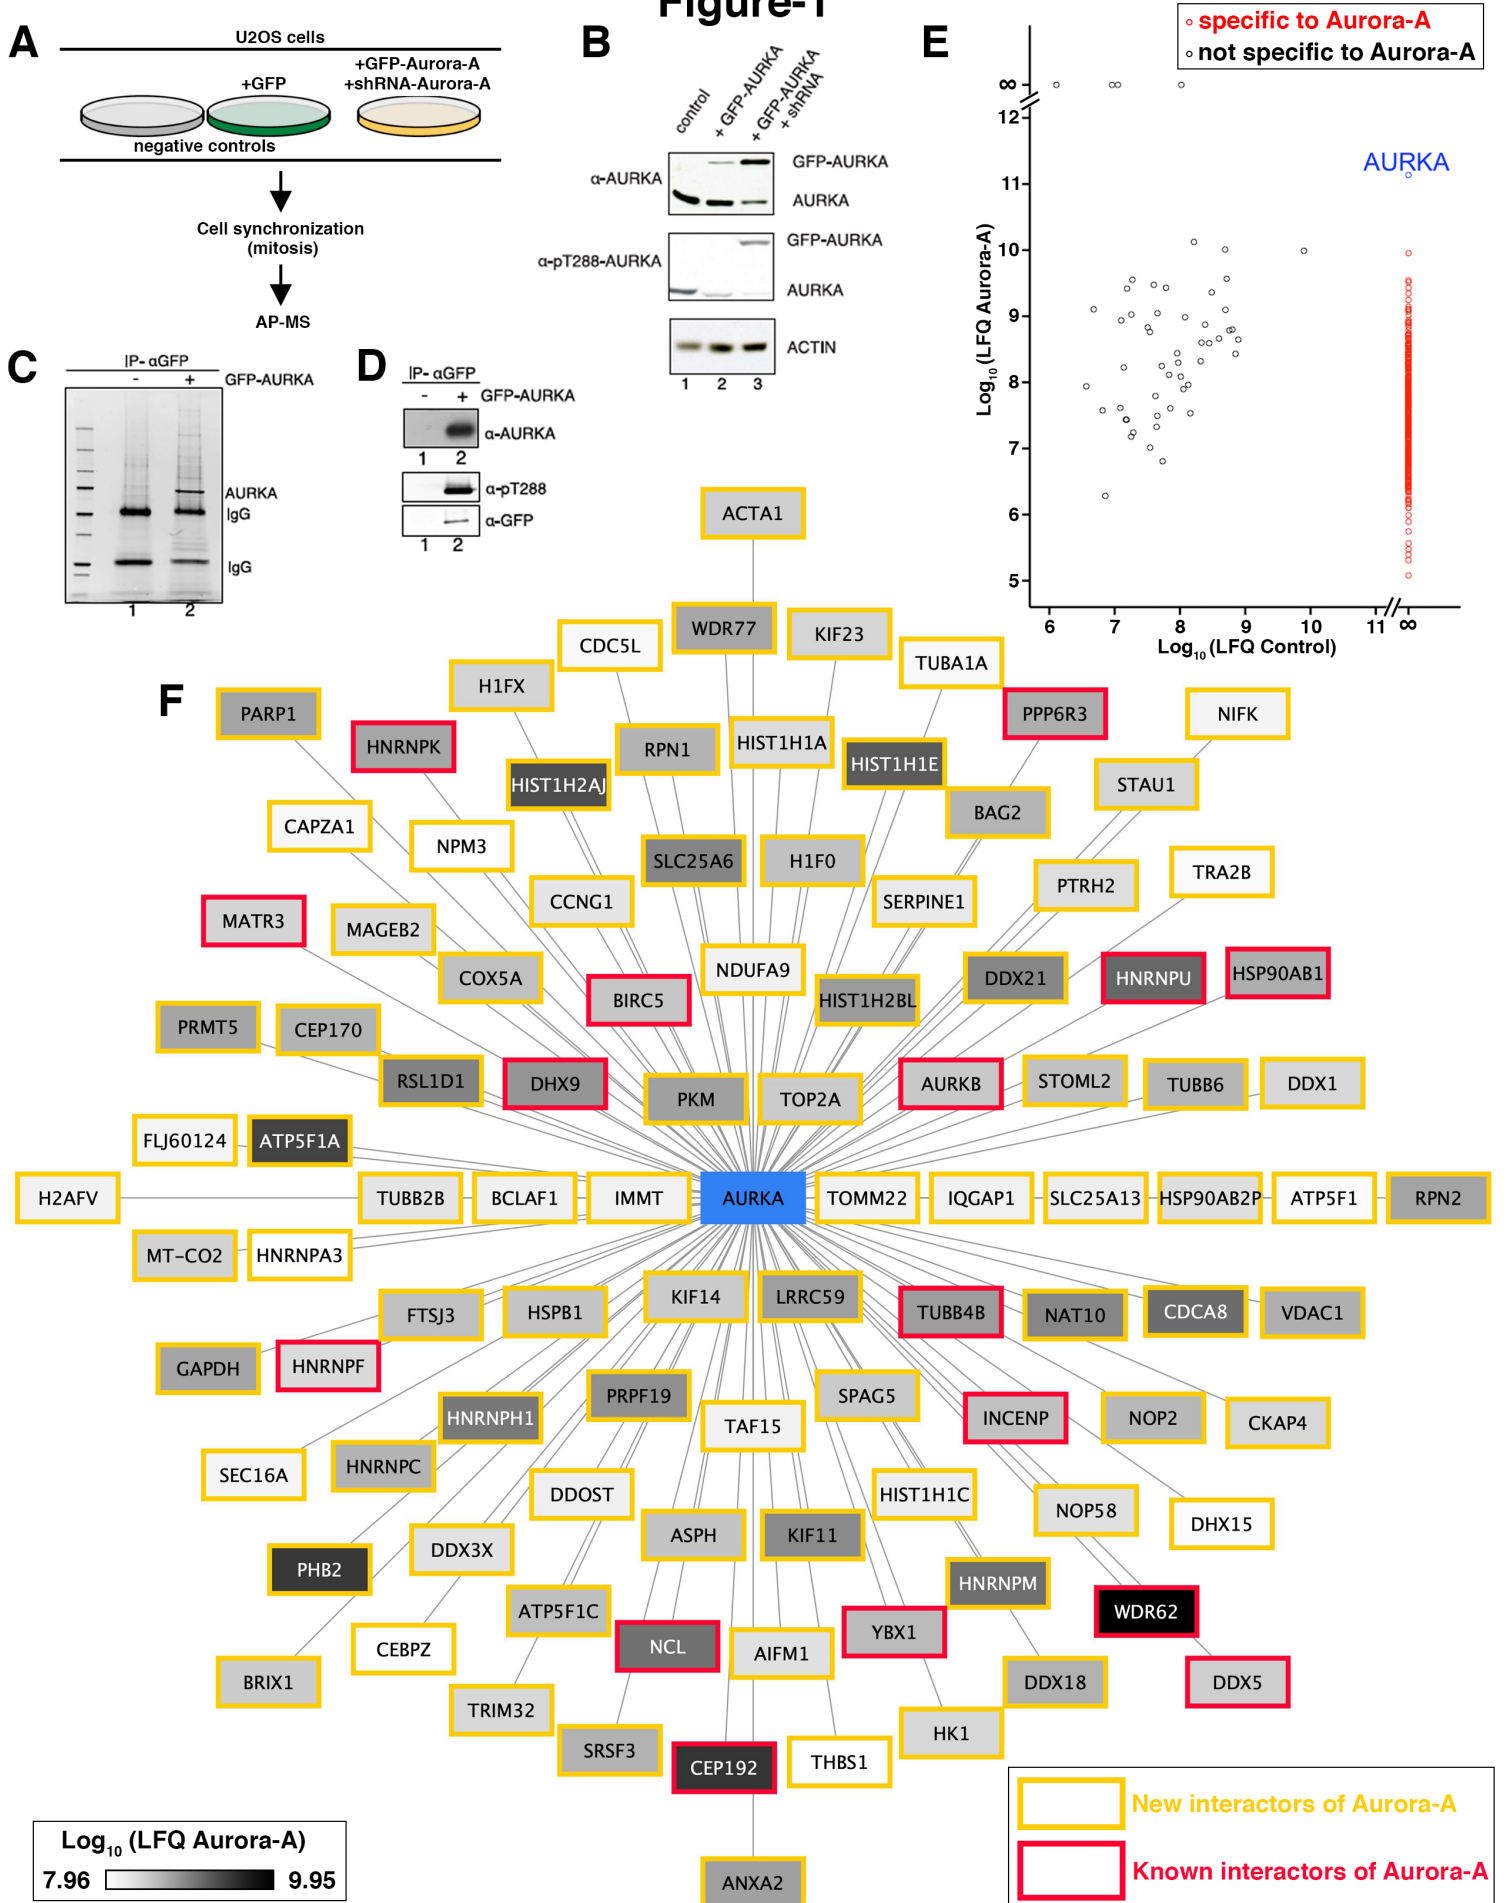 Figure-1
A
U2OS cells
+GFP
+GFP-Aurora-A
+shRNA-Aurora-A
negative controls
Cell synchronization
(mitosis)
AP-MS
B
control
+ GFP-AURKA
+ GFP-AURKA
+ shRNA
α-AURKA
GFP-AURKA
AURKA
α-pT288-AURKA
GFP-AURKA
AURKA
ACTIN
1 2 3
C
IP- αGFP
- + GFP-AURKA
AURKA
IgG
IgG
1 2
D
IP- αGFP
- + GFP-AURKA
α-AURKA
1 2
α-pT288
α-GFP
1 2
E
specific to Aurora-A
not specific to Aurora-A
AURKA
Log10 (LFQ Aurora-A)
∞
12
11
10
9
8
7
6
5
6 7 8 9 10 11 ∞
Log10 (LFQ Control)
F
ACTA1
WDR77
KIF23
CDC5L
TUBA1A
H1FX
PARP1
PPP6R3
NIFK
HNRNPK
RPN1
HIST1H1A
HIST1H1E
HIST1H2AJ
STAU1
BAG2
CAPZA1
NPM3
SLC25A6
H1F0
TRA2B
PTRH2
CCNG1
SERPINE1
MATR3
MAGEB2
COX5A
NDUFA9
DDX21
HNRNPU
HSP90AB1
BIRC5
HIST1H2BL
PRMT5
CEP170
RSL1D1
DHX9
PKM
TOP2A
AURKB
STOML2
TUBB6
DDX1
FLJ60124
ATP5F1A
H2AFV
TUBB2B
BCLAF1
IMMT
AURKA
TOMM22
IQGAP1
SLC25A13
HSP90AB2P
ATP5F1
RPN2
MT-CO2
HNRNPA3
FTSJ3
HSPB1
KIF14
LRRC59
TUBB4B
NAT10
CDCA8
VDAC1
GAPDH
HNRNPF
PRPF19
SPAG5
HNRNPH1
TAF15
INCENP
NOP2
CKAP4
SEC16A
HNRNPC
DDOST
HIST1H1C
NOP58
DHX15
ASPH
KIF11
DDX3X
PHB2
HNRNPM
ATP5F1C
WDR62
NCL
AIFM1
YBX1
CEBPZ
BRIX1
DDX18
DDX5
TRIM32
HK1
SRSF3
CEP192
THBS1
ANXA2
New interactors of Aurora-A
Known interactors of Aurora-A
Log10 (LFQ Aurora-A)
7.96 9.95